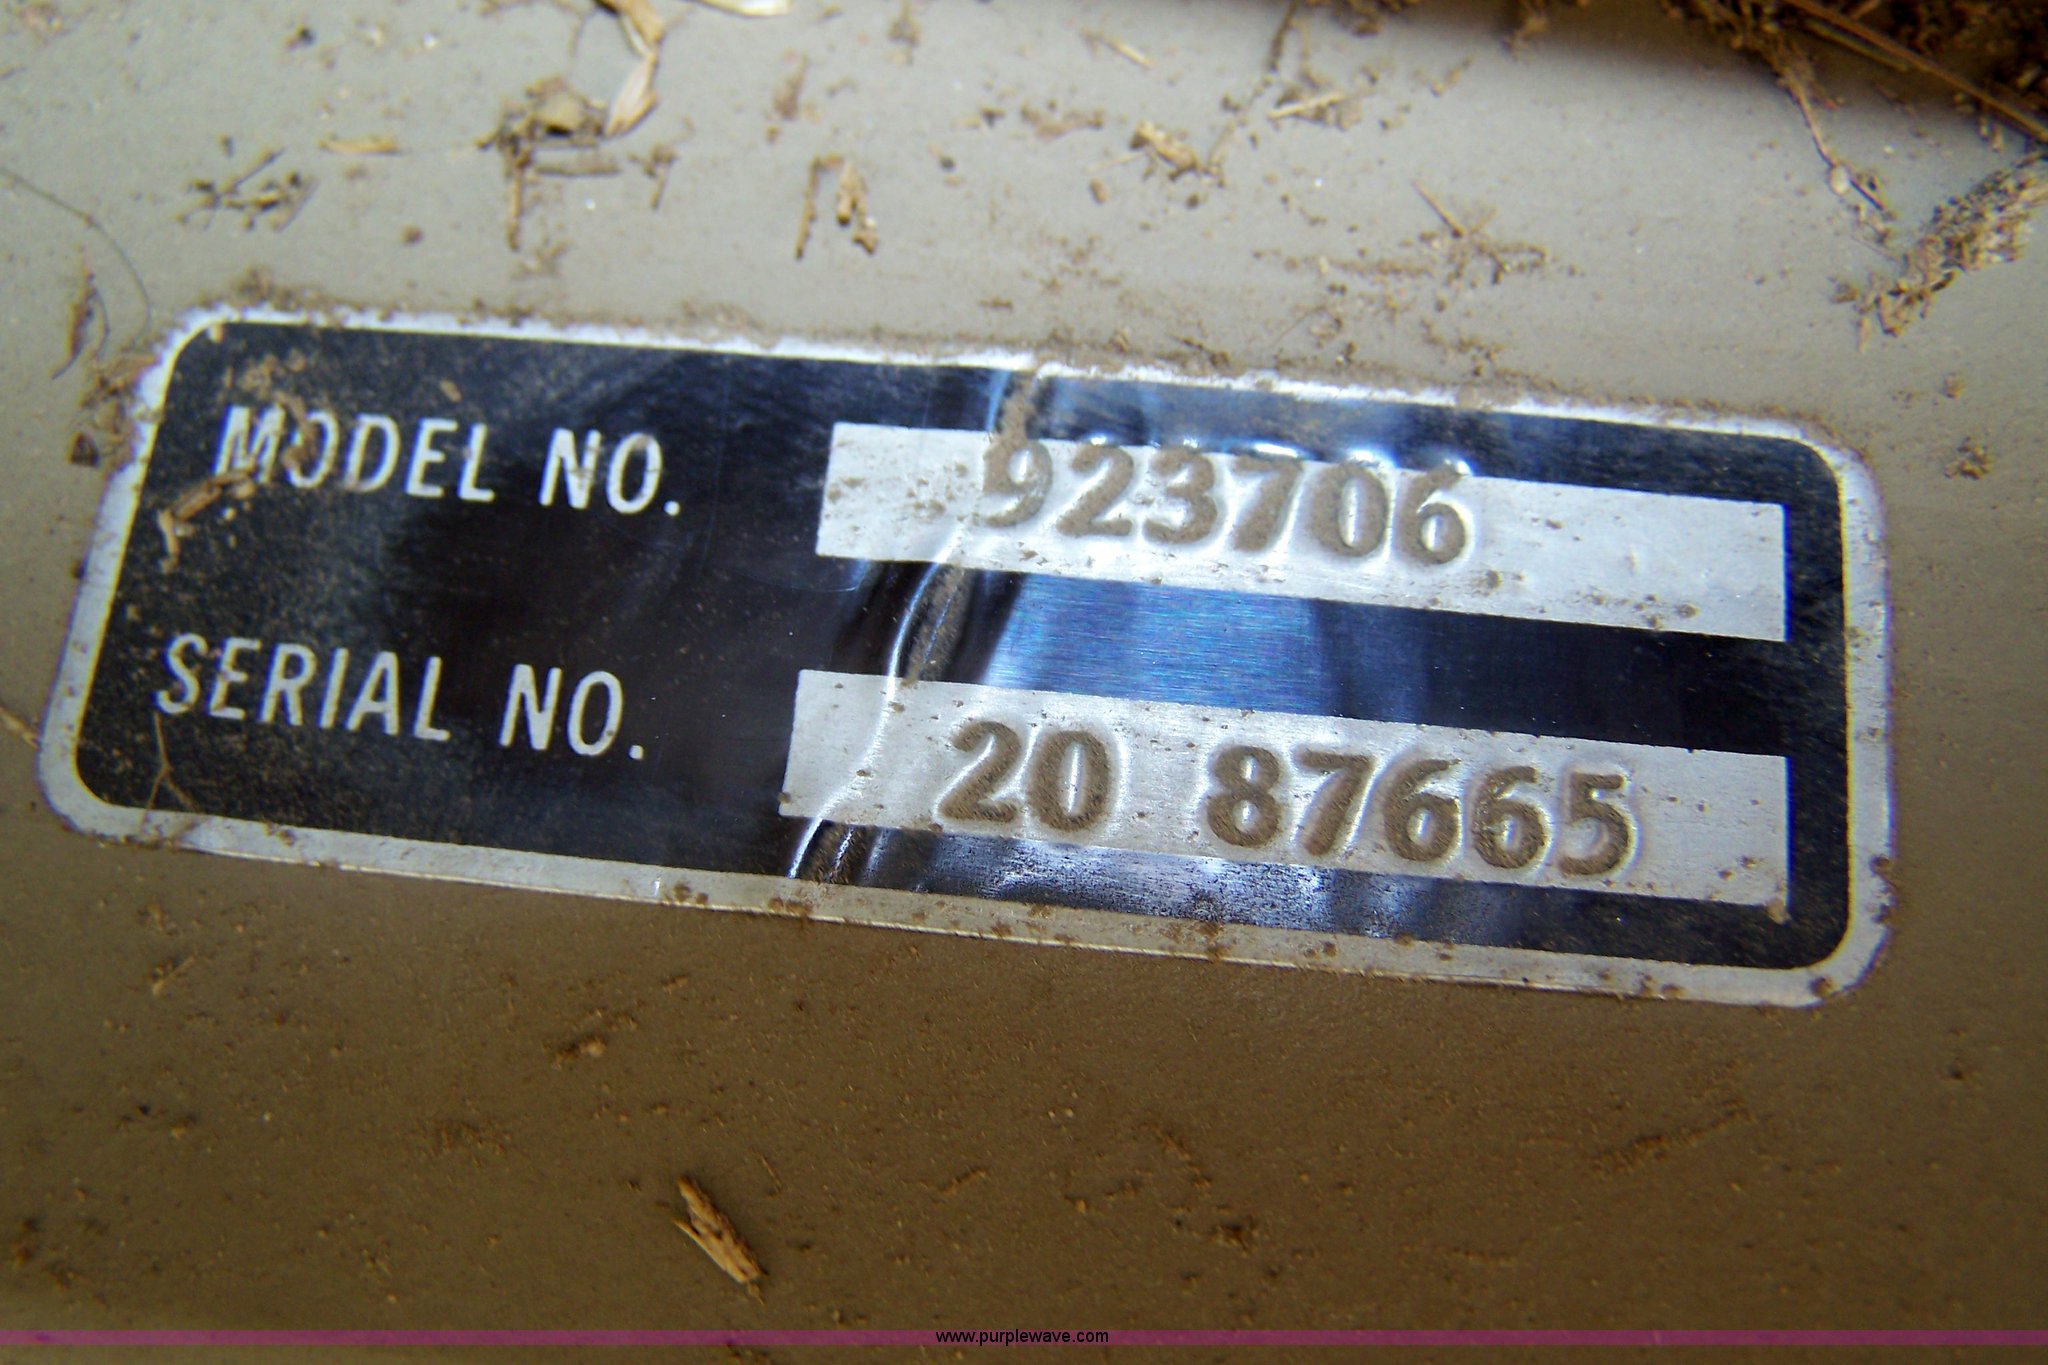 MODEL NO. 923706
SERIAL NO. 20 87665
www.purplewave.com